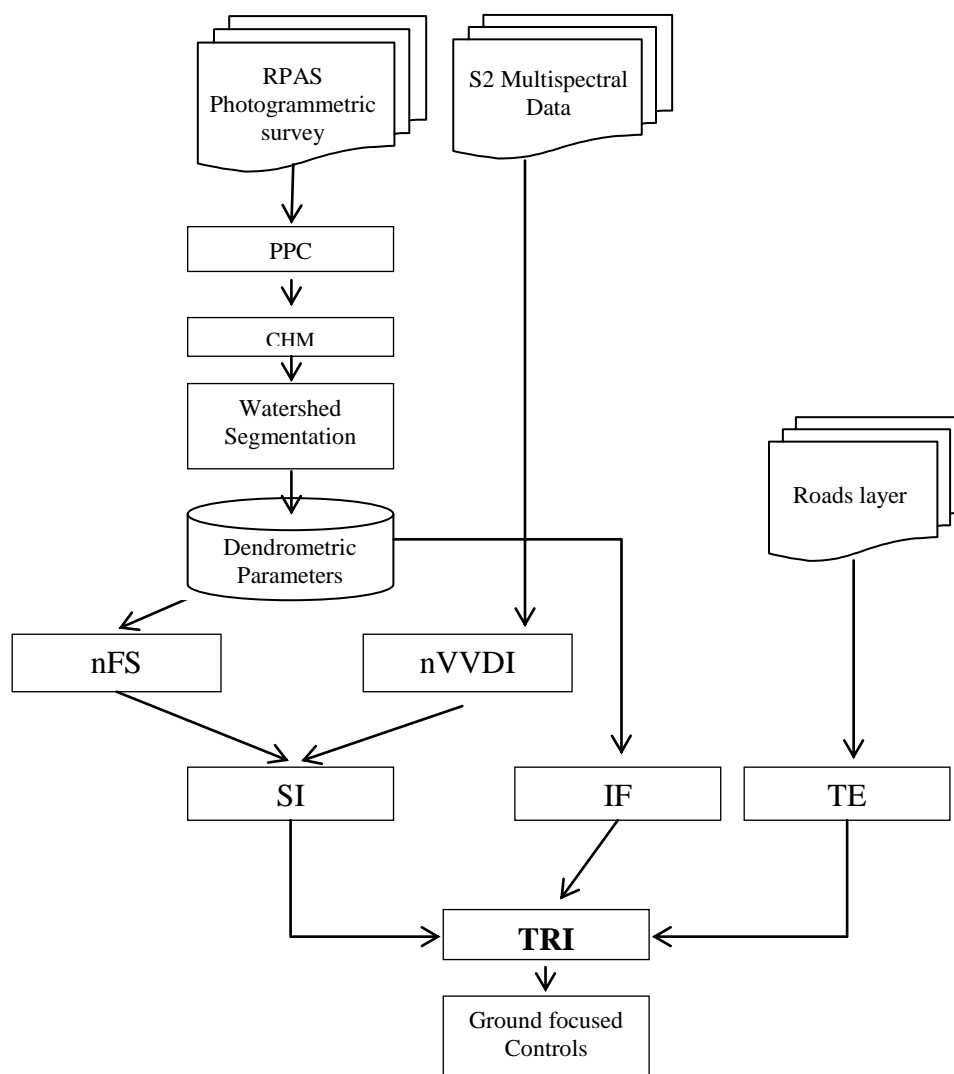 RPAS
Photogrammetric
survey
S2 Multispectral
Data
PPC
CHM
Watershed
Segmentation
Roads layer
Dendrometric
Parameters
nFS
nVVDI
SI
IF
TE
TRI
Ground focused
Controls